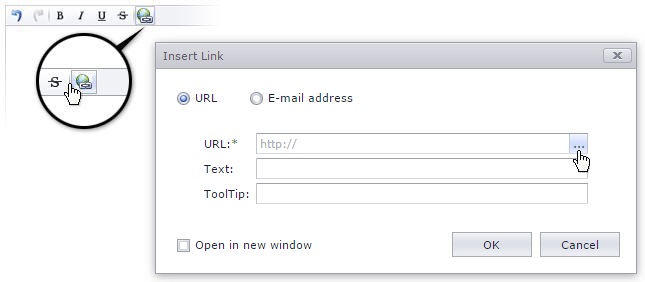 B I U S
S
Insert Link
URL E-mail address
URL:* http:// ...
Text:
ToolTip:
Open in new window OK Cancel